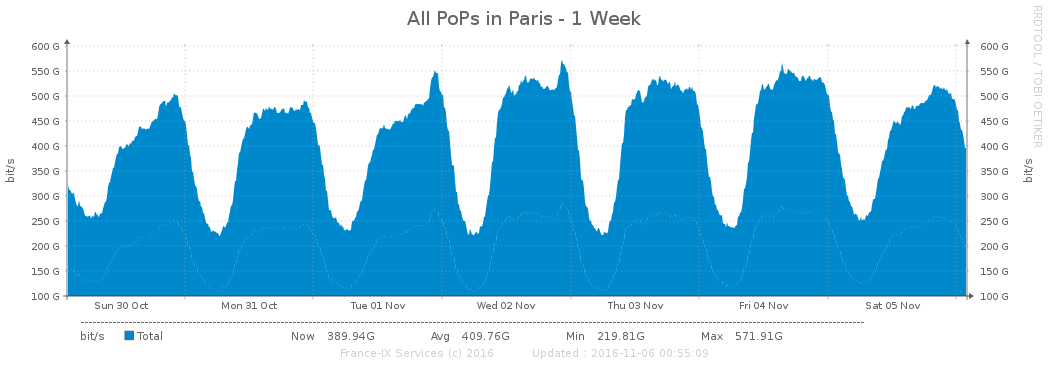 All PoPs in Paris - 1 Week
RRDTOOL / TOBI OETIKER
600 G 600 G
550 G 550 G
500 G 500 G
450 G 450 G
400 G 400 G
350 G 350 G
300 G 300 G
250 G 250 G
200 G 200 G
150 G 150 G
100 G 100 G
bit/s
bit/s
Sun 30 Oct Mon 31 Oct Tue 01 Nov Wed 02 Nov Thu 03 Nov Fri 04 Nov Sat 05 Nov
bit/s Total Now 389.94G Avg 409.76G Min 219.81G Max 571.91G
France-IX Services (c) 2016 Updated : 2016-11-06 00:55:09